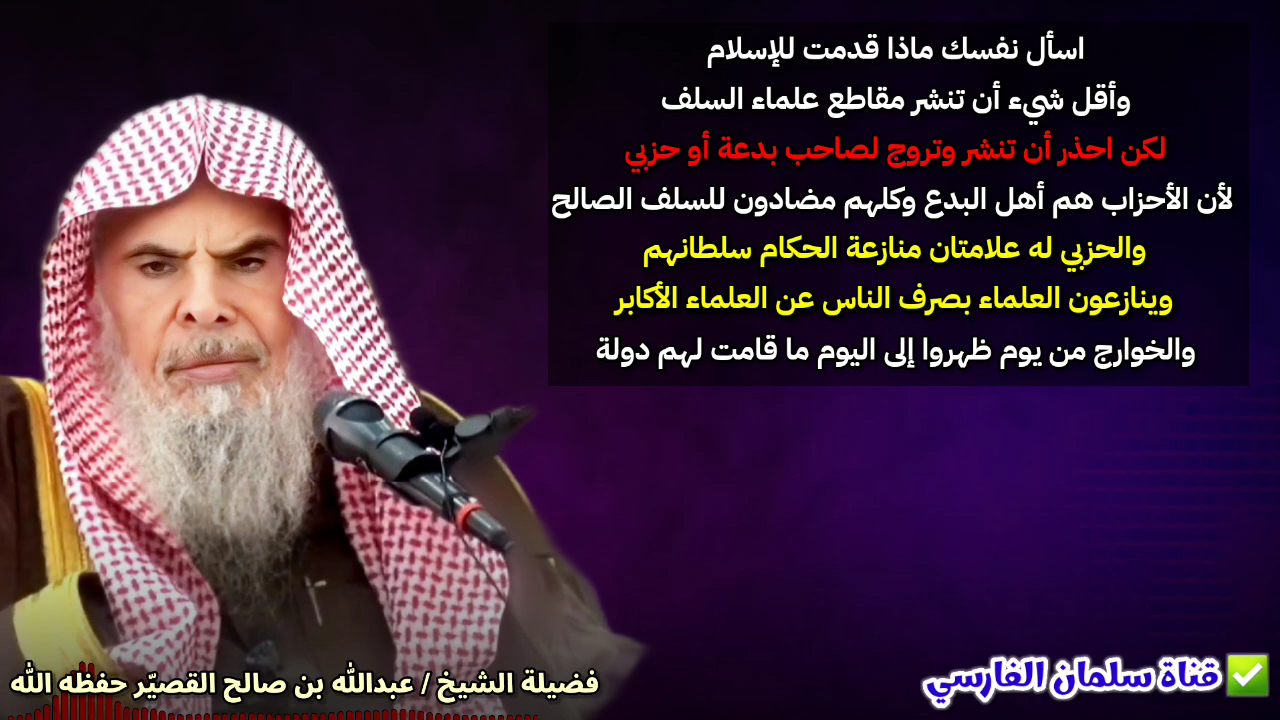 اسأل نفسك ماذا قدمت للإسلام
وأقل شيء أن تنشر مقاطع علماء السلف
لكن احذر أن تنشر وتروج لصاحب بدعة أو حزبي
لأن الأحزاب هم أهل البدع وكلهم مضادون للسلف الصالح
والحزبي له علامتان منازعة الحكام سلطانهم
وينازعون العلماء بصرف الناس عن العلماء الأكابر
والخوارج من يوم ظهروا إلى اليوم ما قامت لهم دولة
فضيلة الشيخ / عبدالله بن صالح القصيّر حفظه الله
قناة سلمان الفارسي